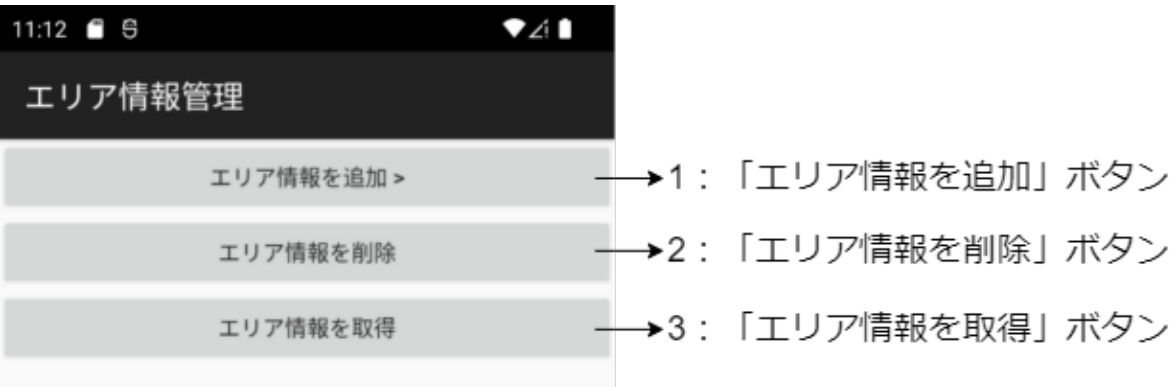 11:12
エリア情報管理
エリア情報を追加 >
1：「エリア情報を追加」ボタン
エリア情報を削除
2：「エリア情報を削除」ボタン
エリア情報を取得
3：「エリア情報を取得」ボタン